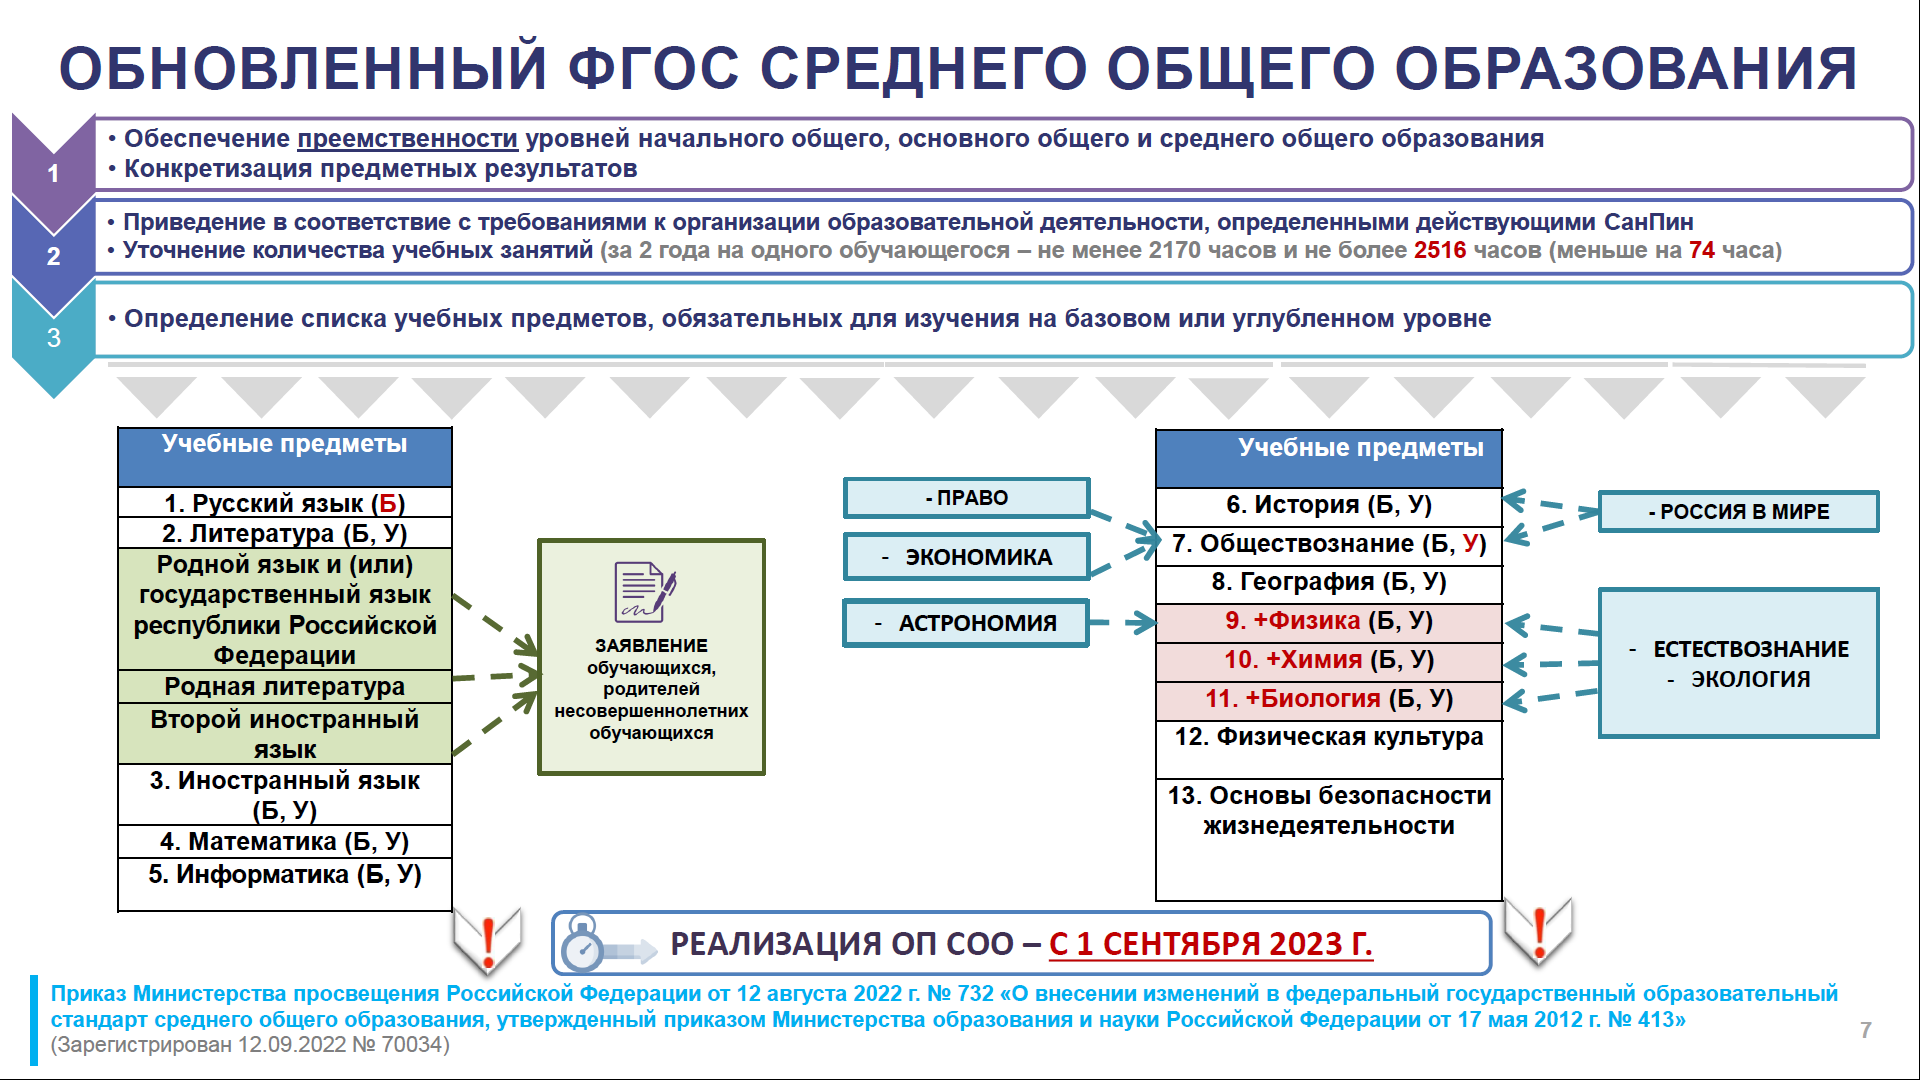 ОБНОВЛЕННЫЙ ФГОС СРЕДНЕГО ОБЩЕГО ОБРАЗОВАНИЯ
1
• Обеспечение преемственности уровней начального общего, основного общего и среднего общего образования
• Конкретизация предметных результатов
2
• Приведение в соответствие с требованиями к организации образовательной деятельности, определенными действующими СанПин
• Уточнение количества учебных занятий (за 2 года на одного обучающегося – не менее 2170 часов и не более 2516 часов (меньше на 74 часа)
3
• Определение списка учебных предметов, обязательных для изучения на базовом или углубленном уровне
Учебные предметы
1. Русский язык (Б)
2. Литература (Б, У)
Родной язык и (или)
государственный язык
республики Российской
Федерации
Родная литература
Второй иностранный
язык
3. Иностранный язык
(Б, У)
4. Математика (Б, У)
5. Информатика (Б, У)
ЗАЯВЛЕНИЕ
обучающихся,
родителей
несовершеннолетних
обучающихся
- ПРАВО
- ЭКОНОМИКА
- АСТРОНОМИЯ
Учебные предметы
6. История (Б, У)
7. Обществознание (Б, У)
8. География (Б, У)
9. +Физика (Б, У)
10. +Химия (Б, У)
11. +Биология (Б, У)
12. Физическая культура
13. Основы безопасности
жизнедеятельности
- РОССИЯ В МИРЕ
- ЕСТЕСТВОЗНАНИЕ
- ЭКОЛОГИЯ
РЕАЛИЗАЦИЯ ОП СОО – С 1 СЕНТЯБРЯ 2023 Г.
Приказ Министерства просвещения Российской Федерации от 12 августа 2022 г. № 732 «О внесении изменений в федеральный государственный образовательный
стандарт среднего общего образования, утвержденный приказом Министерства образования и науки Российской Федерации от 17 мая 2012 г. № 413»
(Зарегистрирован 12.09.2022 № 70034)
7